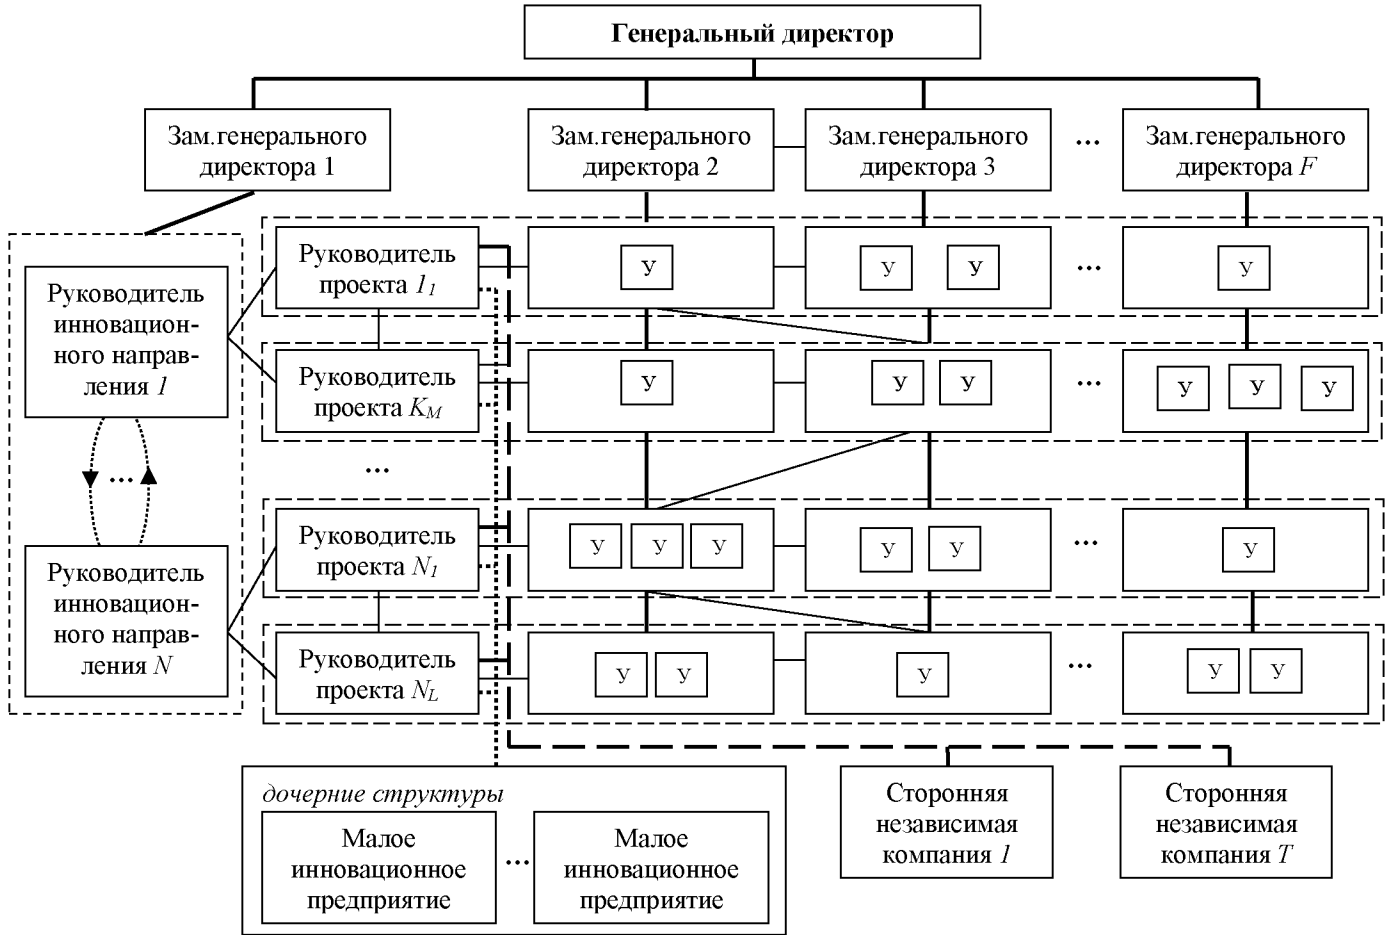 Генеральный директор
Зам.генерального
директора 1
Зам.генерального
директора 2
Зам.генерального
директора 3
...
Зам.генерального
директора F
Руководитель
инновацион-
ного направ-
ления 1
...
Руководитель
инновацион-
ного направ-
ления N
Руководитель
проекта 1₁
У
У У
...
У
Руководитель
проекта K_M
У
У У
...
У У У
...
Руководитель
проекта N₁
У У У
У У
...
У
Руководитель
проекта N_L
У У
У
...
У У
дочерние структуры
Малое
инновационное
предприятие
...
Малое
инновационное
предприятие
Сторонняя
независимая
компания 1
Сторонняя
независимая
компания T